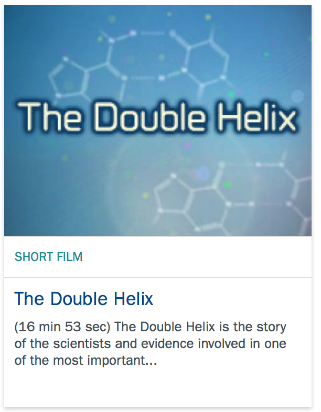 The Double Helix
SHORT FILM
The Double Helix
(16 min 53 sec) The Double Helix is the story
of the scientists and evidence involved in one
of the most important...